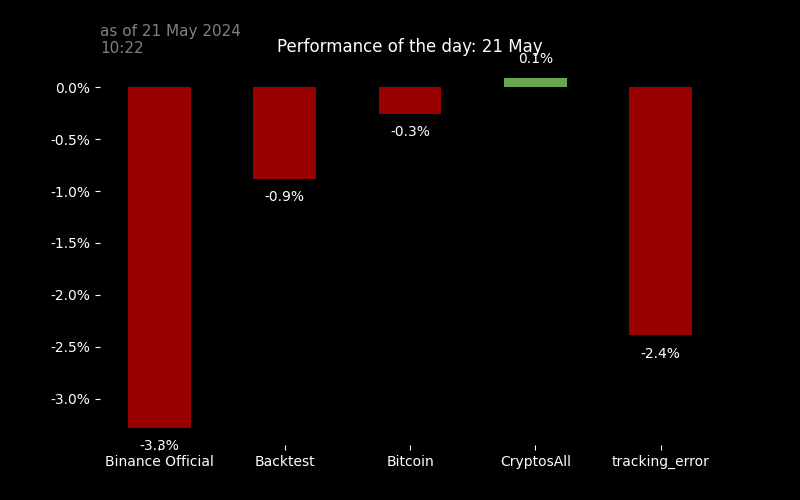 as of 21 May 2024
10:22
Performance of the day: 21 May
0.1%
0.0%
-0.5%
-0.3%
-1.0%
-0.9%
-1.5%
-2.0%
-2.5%
-2.4%
-3.0%
-3.3%
Binance Official
Backtest
Bitcoin
CryptosAll
tracking_error